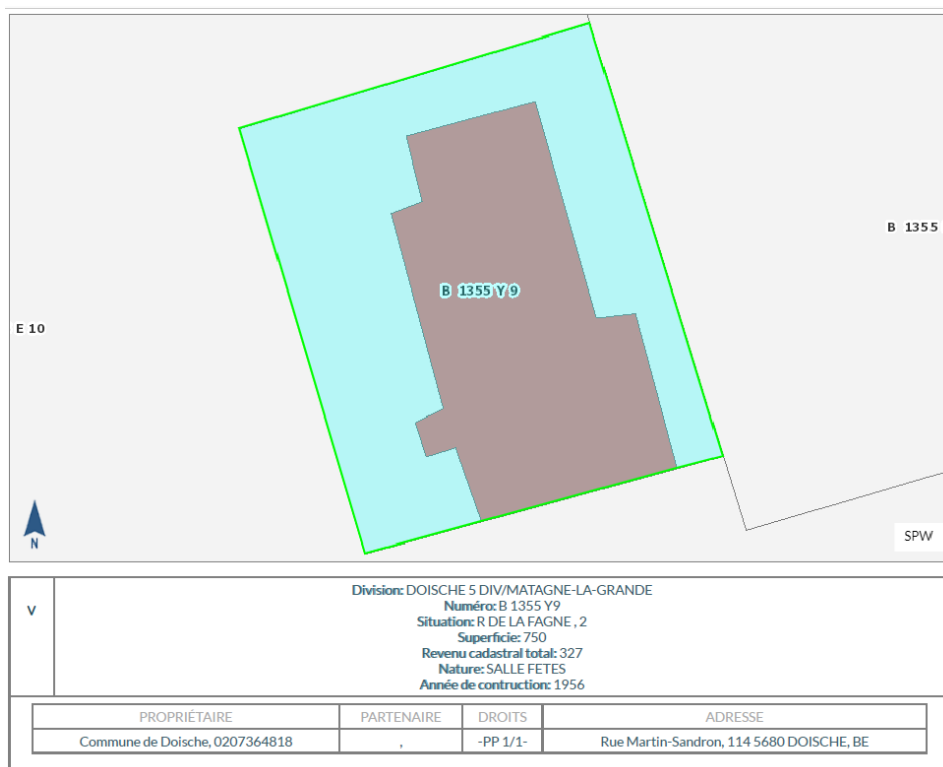 B 1355
B 1355 Y 9
E 10
N
SPW
V
Division: DOISCHE 5 DIV/MATAGNE-LA-GRANDE
Numéro: B 1355 Y9
Situation: R DE LA FAGNE , 2
Superficie: 750
Revenu cadastral total: 327
Nature: SALLE FETES
Année de contruction: 1956
PROPRIÉTAIRE PARTENAIRE DROITS ADRESSE
Commune de Doische, 0207364818 , -PP 1/1- Rue Martin-Sandron, 114 5680 DOISCHE, BE